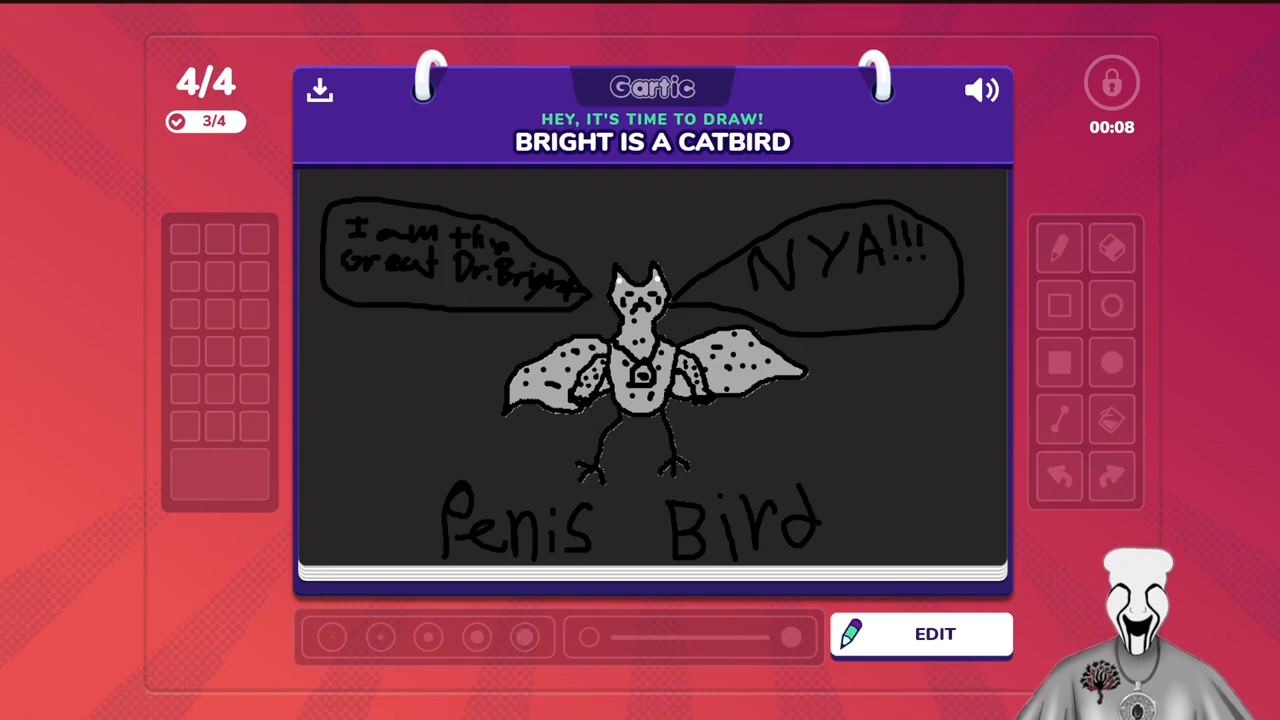 4/4
3/4
Gartic
HEY, IT'S TIME TO DRAW!
BRIGHT IS A CATBIRD
00:08
I am the
Great Dr.Bright
NYA!!!
Penis Bird
EDIT